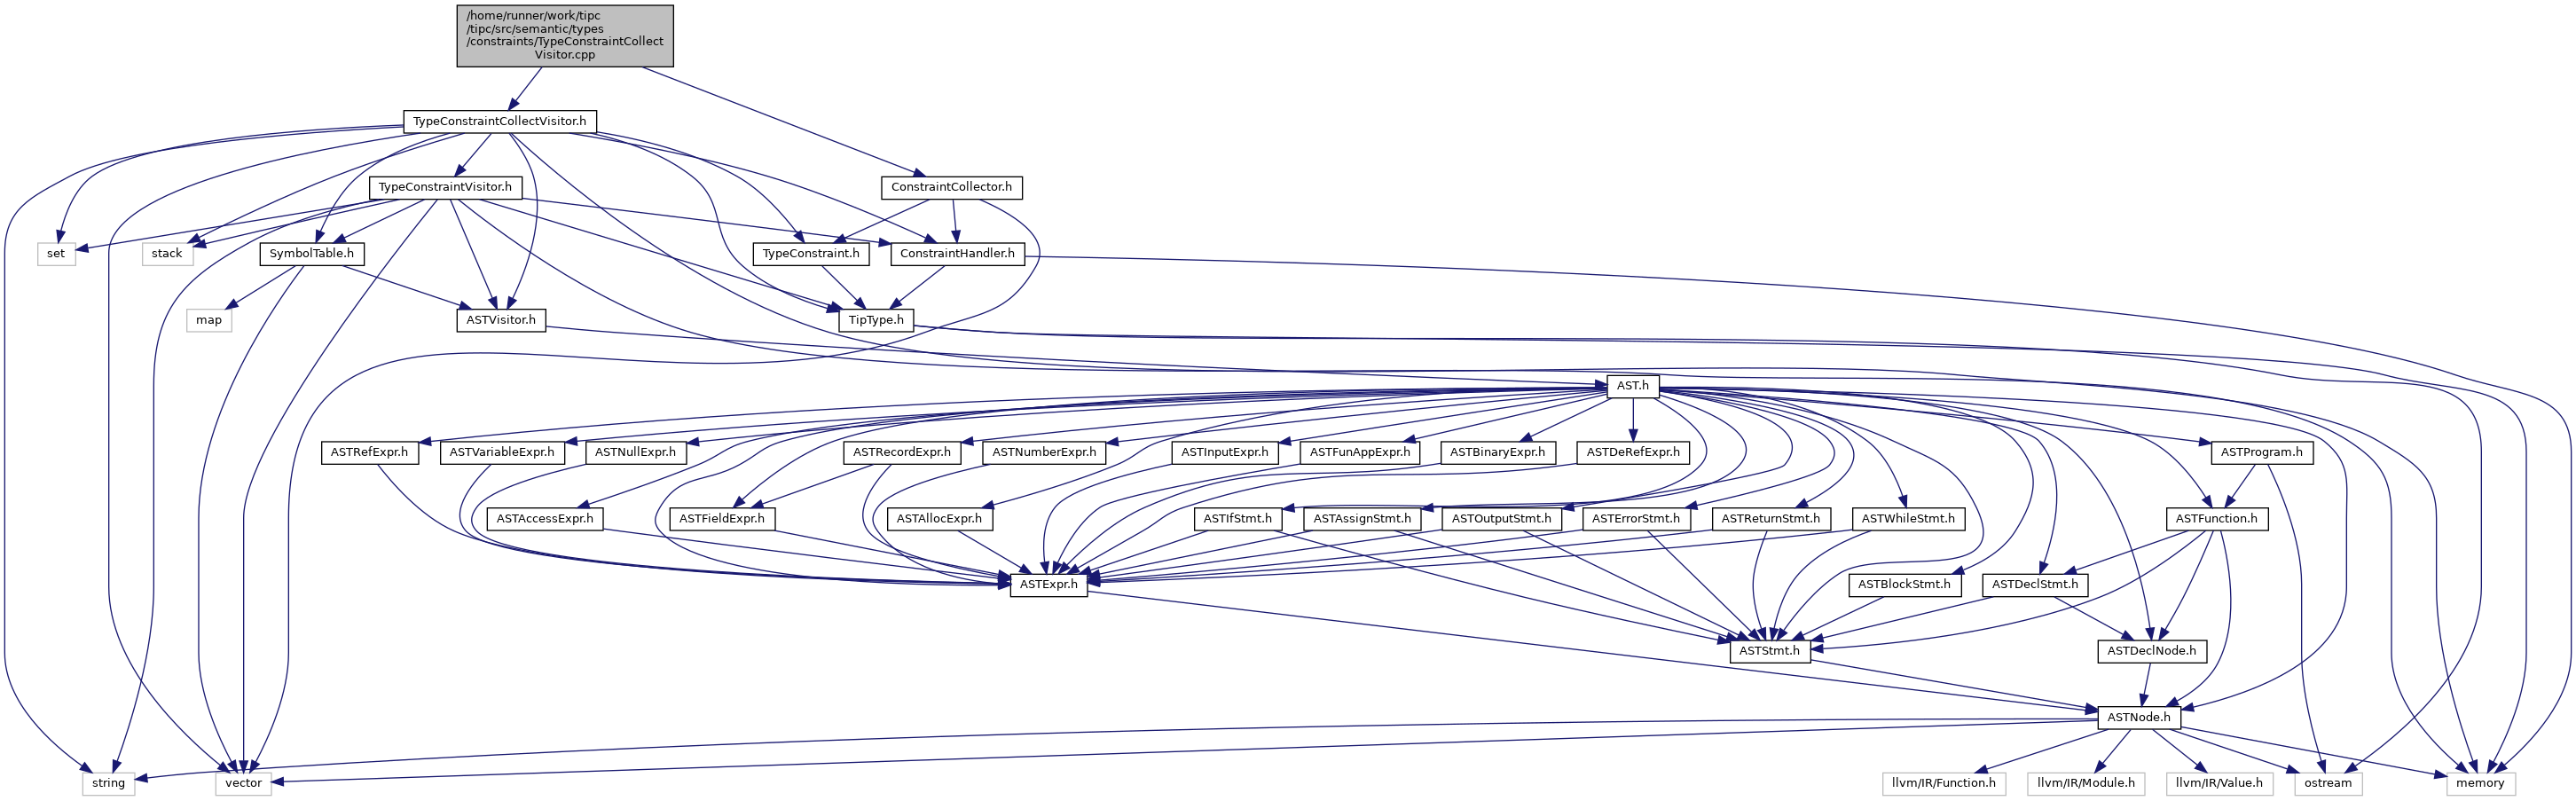 /home/runner/work/tipc
/tipc/src/semantic/types
/constraints/TypeConstraintCollect
Visitor.cpp
TypeConstraintCollectVisitor.h
TypeConstraintVisitor.h
ConstraintCollector.h
set
stack
SymbolTable.h
TypeConstraint.h
ConstraintHandler.h
map
ASTVisitor.h
TipType.h
AST.h
ASTRefExpr.h
ASTVariableExpr.h
ASTNullExpr.h
ASTRecordExpr.h
ASTNumberExpr.h
ASTInputExpr.h
ASTFunAppExpr.h
ASTBinaryExpr.h
ASTDeRefExpr.h
ASTProgram.h
ASTAccessExpr.h
ASTFieldExpr.h
ASTAllocExpr.h
ASTIfStmt.h
ASTAssignStmt.h
ASTOutputStmt.h
ASTErrorStmt.h
ASTReturnStmt.h
ASTWhileStmt.h
ASTFunction.h
ASTExpr.h
ASTBlockStmt.h
ASTDeclStmt.h
ASTStmt.h
ASTDeclNode.h
ASTNode.h
string
vector
llvm/IR/Function.h
llvm/IR/Module.h
llvm/IR/Value.h
ostream
memory